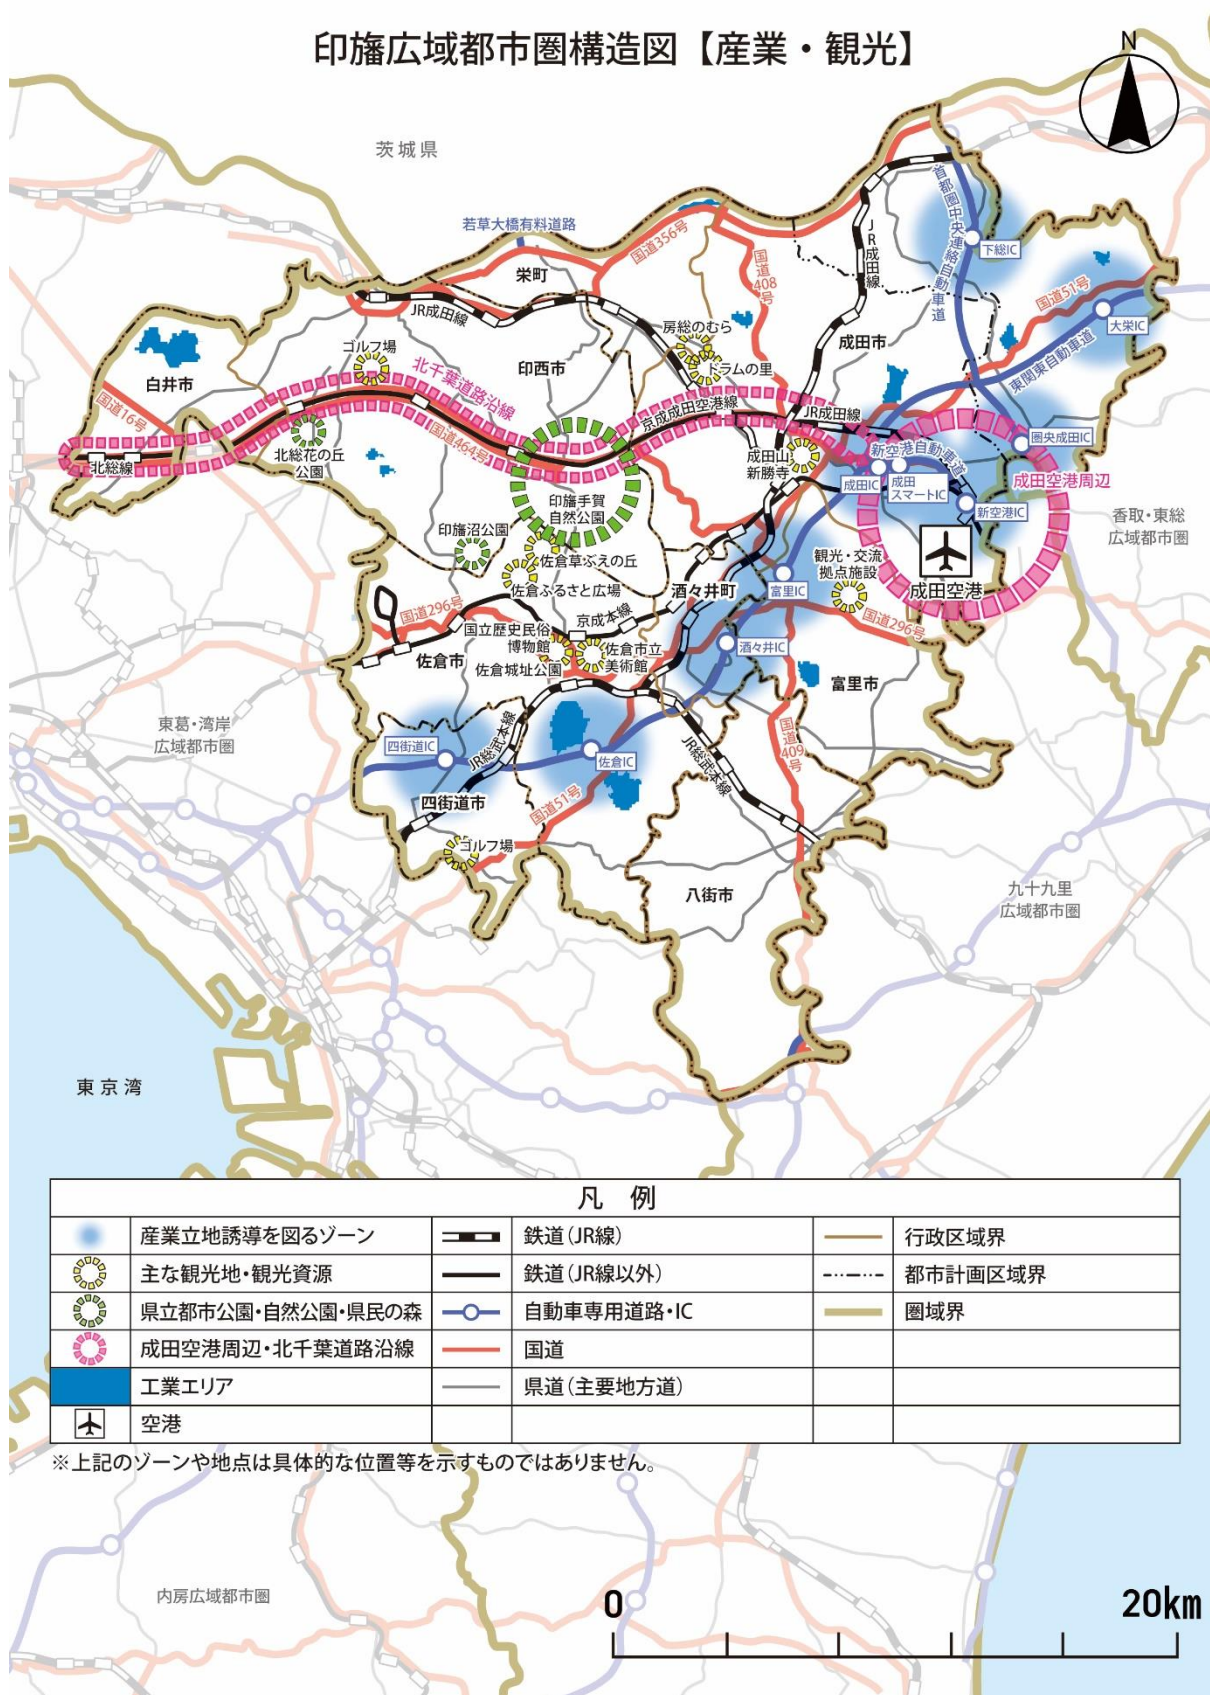 印旛広域都市圏構造図【産業・観光】
N
茨城県
若草大橋有料道路
国道356号
栄町
JR成田線
国道408号
JR成田線
首都圏中央連絡自動車道
下総IC
国道51号
大栄IC
東関東自動車道
成田市
房総のむら
ドラムの里
ゴルフ場
北千葉道路沿線
印西市
白井市
国道16号
北総線
北総花の丘
公園
国道464号
京成成田空港線
JR成田線
成田山
新勝寺
新空港自動車道
圏央成田IC
成田IC
成田
スマートIC
成田空港周辺
新空港IC
香取・東総
広域都市圏
印旛手賀
自然公園
印旛沼公園
佐倉草ぶえの丘
佐倉ふるさと広場
酒々井町
観光・交流
拠点施設
成田空港
富里IC
国道296号
国道296号
京成本線
国立歴史民俗
博物館
佐倉市立
美術館
佐倉城址公園
酒々井IC
佐倉市
富里市
東葛・湾岸
広域都市圏
四街道IC
JR総武本線
佐倉IC
JR総武本線
国道409号
四街道市
国道51号
ゴルフ場
八街市
九十九里
広域都市圏
東京湾
凡 例
産業立地誘導を図るゾーン
鉄道(JR線)
行政区域界
主な観光地・観光資源
鉄道(JR線以外)
都市計画区域界
県立都市公園・自然公園・県民の森
自動車専用道路・IC
圏域界
成田空港周辺・北千葉道路沿線
国道
工業エリア
県道(主要地方道)
空港
※上記のゾーンや地点は具体的な位置等を示すものではありません。
内房広域都市圏
0
20km